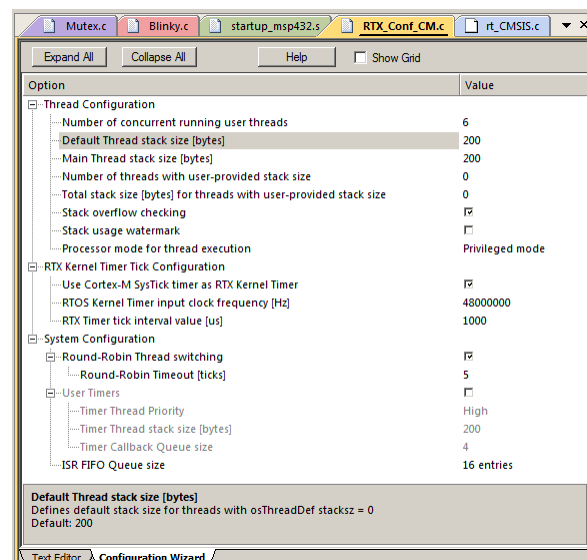 Mutex.c Blinky.c startup_msp432.s RTX_Conf_CM.c rt_CMSIS.c
Expand All Collapse All Help Show Grid
Option Value
Thread Configuration
Number of concurrent running user threads 6
Default Thread stack size [bytes] 200
Main Thread stack size [bytes] 200
Number of threads with user-provided stack size 0
Total stack size [bytes] for threads with user-provided stack size 0
Stack overflow checking
Stack usage watermark
Processor mode for thread execution Privileged mode
RTX Kernel Timer Tick Configuration
Use Cortex-M SysTick timer as RTX Kernel Timer
RTOS Kernel Timer input clock frequency [Hz] 48000000
RTX Timer tick interval value [us] 1000
System Configuration
Round-Robin Thread switching
Round-Robin Timeout [ticks] 5
User Timers
Timer Thread Priority High
Timer Thread stack size [bytes] 200
Timer Callback Queue size 4
ISR FIFO Queue size 16 entries
Default Thread stack size [bytes]
Defines default stack size for threads with osThreadDef stacksz = 0
Default: 200
Text Editor Configuration Wizard